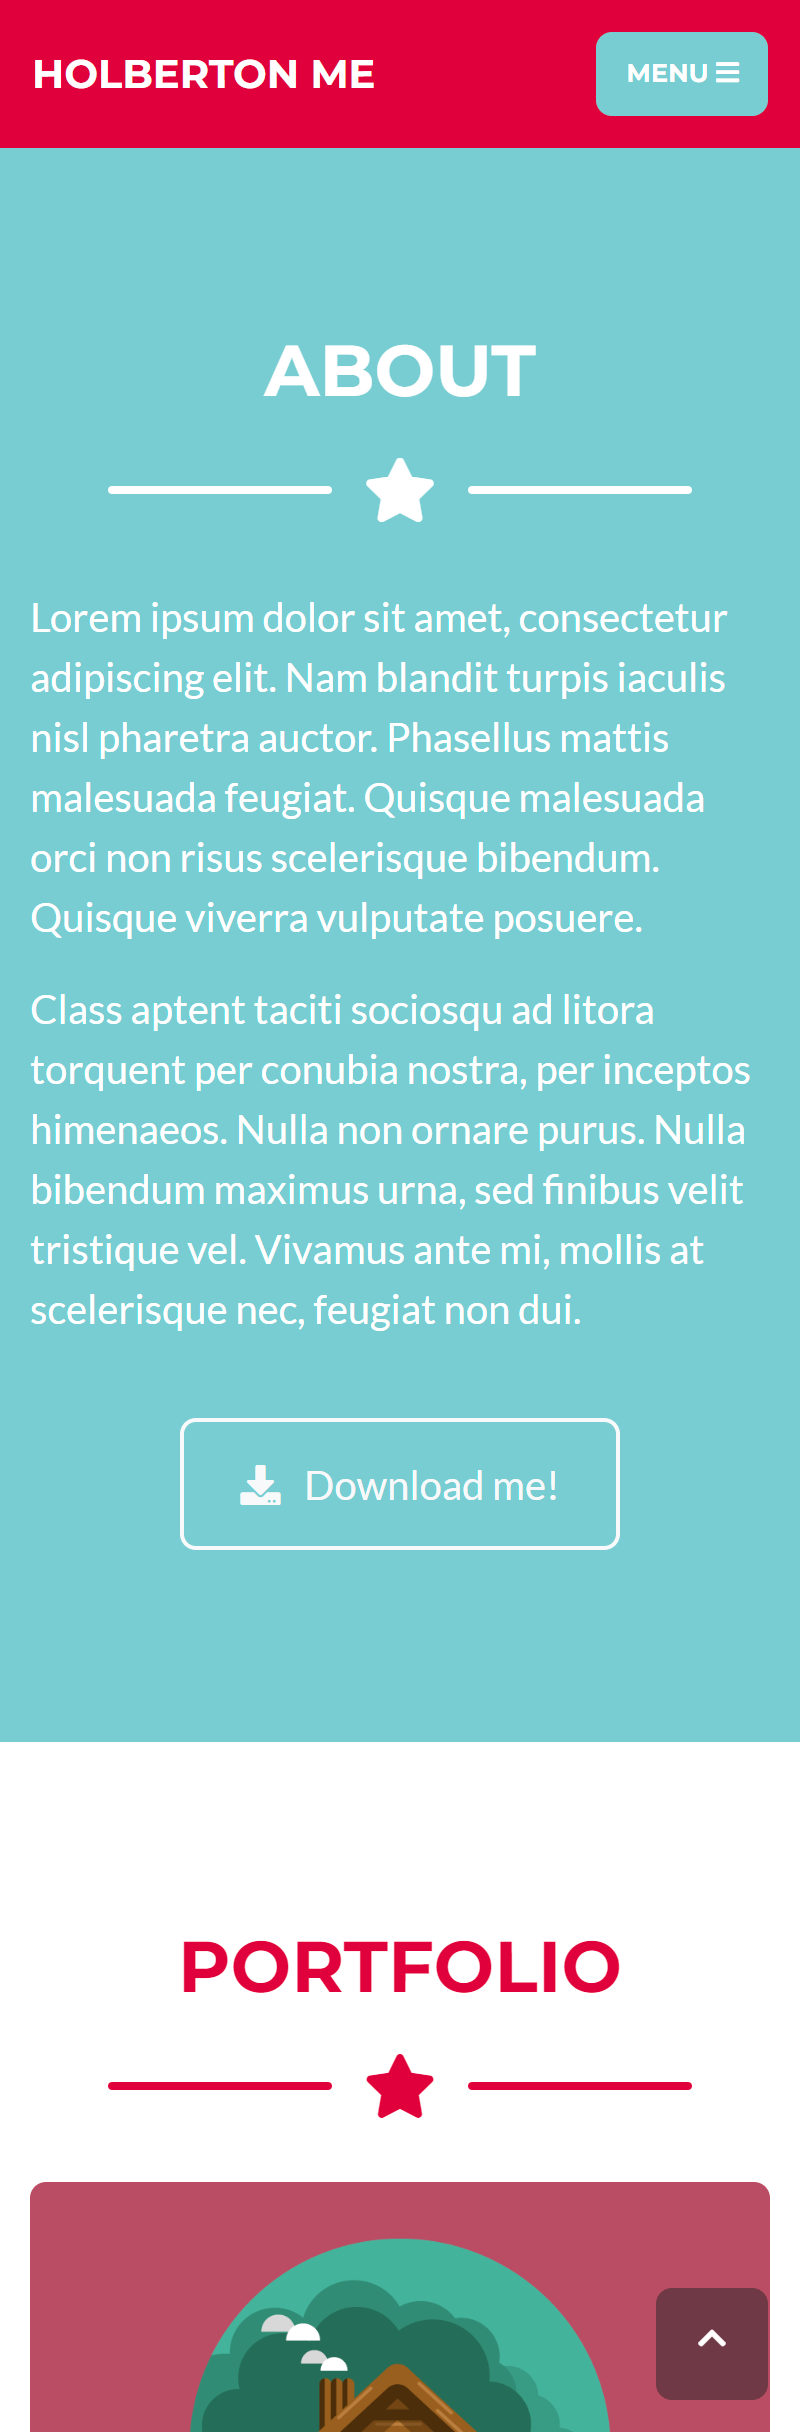 HOLBERTON ME
MENU
ABOUT
Lorem ipsum dolor sit amet, consectetur
adipiscing elit. Nam blandit turpis iaculis
nisl pharetra auctor. Phasellus mattis
malesuada feugiat. Quisque malesuada
orci non risus scelerisque bibendum.
Quisque viverra vulputate posuere.
Class aptent taciti sociosqu ad litora
torquent per conubia nostra, per inceptos
himenaeos. Nulla non ornare purus. Nulla
bibendum maximus urna, sed finibus velit
tristique vel. Vivamus ante mi, mollis at
scelerisque nec, feugiat non dui.
Download me!
PORTFOLIO